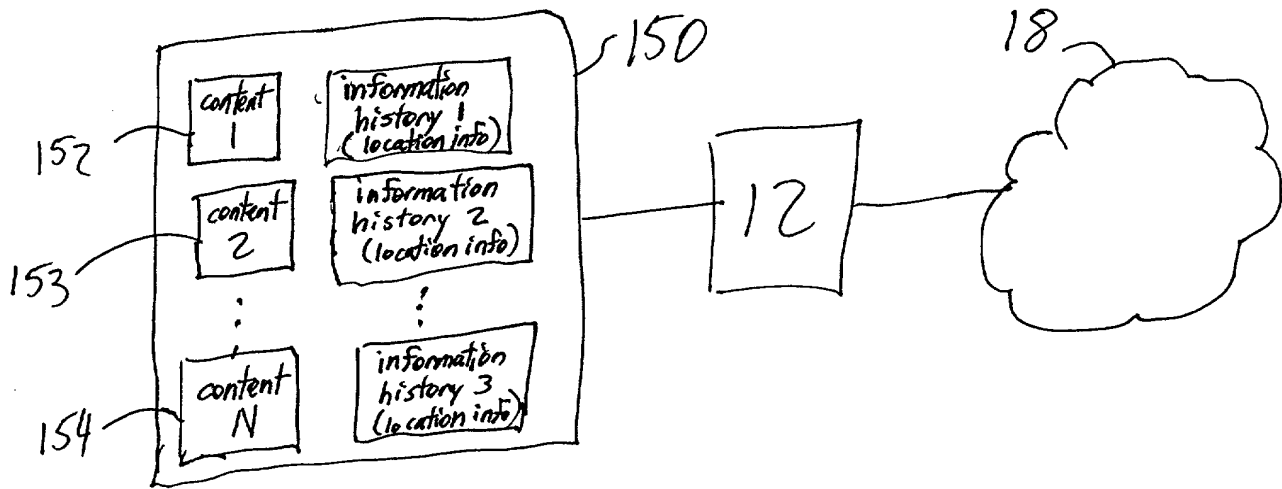 150
18
content
1
information
history 1
(location info)
152
12
content
2
information
history 2
(location info)
153
content
N
information
history 3
(location info)
154